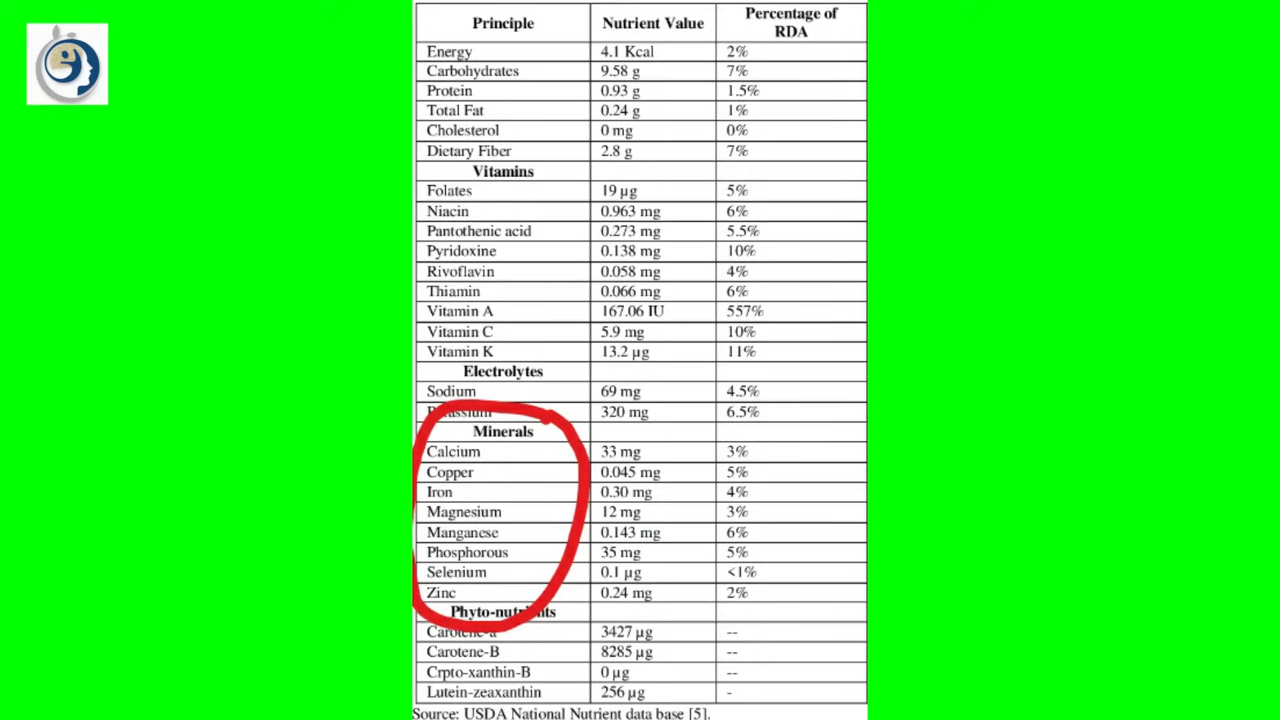 Principle Nutrient Value Percentage of RDA
Energy 4.1 Kcal 2%
Carbohydrates 9.58 g 7%
Protein 0.93 g 1.5%
Total Fat 0.24 g 1%
Cholesterol 0 mg 0%
Dietary Fiber 2.8 g 7%
Vitamins
Folates 19 µg 5%
Niacin 0.963 mg 6%
Pantothenic acid 0.273 mg 5.5%
Pyridoxine 0.138 mg 10%
Rivoflavin 0.058 mg 4%
Thiamin 0.066 mg 6%
Vitamin A 167.06 IU 557%
Vitamin C 5.9 mg 10%
Vitamin K 13.2 µg 11%
Electrolytes
Sodium 69 mg 4.5%
Potassium 320 mg 6.5%
Minerals
Calcium 33 mg 3%
Copper 0.045 mg 5%
Iron 0.30 mg 4%
Magnesium 12 mg 3%
Manganese 0.143 mg 6%
Phosphorous 35 mg 5%
Selenium 0.1 µg <1%
Zinc 0.24 mg 2%
Phyto-nutrients
Carotene-a 3427 µg --
Carotene-B 8285 µg --
Crpto-xanthin-B 0 µg --
Lutein-zeaxanthin 256 µg -
Source: USDA National Nutrient data base [5].